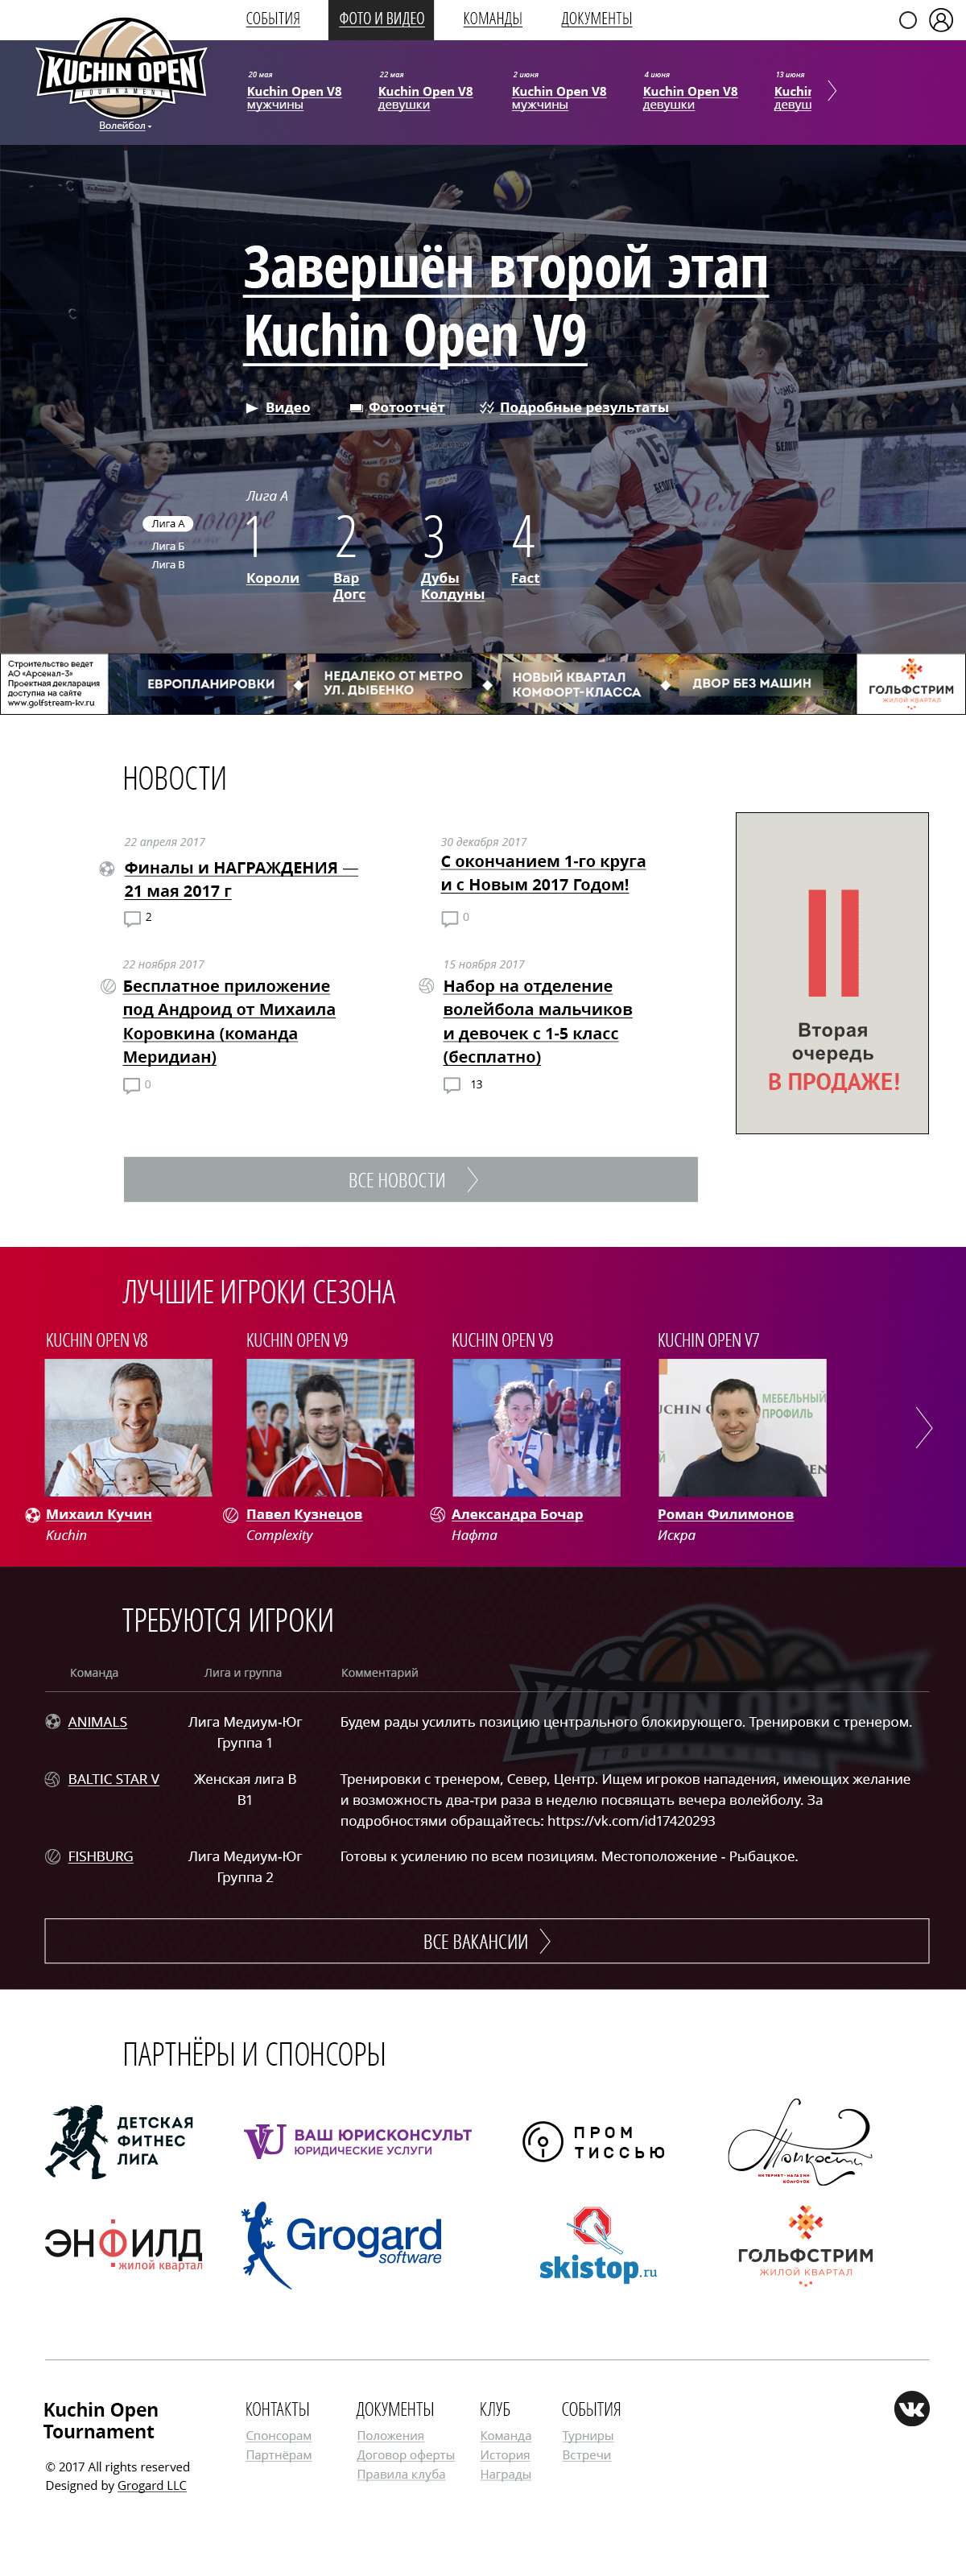 СОБЫТИЯ ФОТО И ВИДЕО КОМАНДЫ ДОКУМЕНТЫ
KUCHIN OPEN
TOURNAMENT
Волейбол
20 мая 22 мая 2 июня 4 июня 13 июня
Kuchin Open V8 Kuchin Open V8 Kuchin Open V8 Kuchin Open V8 Kuchin
мужчины девушки мужчины девушки девуш
Завершён второй этап
Kuchin Open V9
Видео Фотоотчёт Подробные результаты
Лига А
Лига А
Лига Б
Лига В
1 2 3 4
Короли Вар Дубы Fact
Догс Колдуны
15
БЕЛОГОРЬЕ
Строительство ведет
АО «Арсенал-3»
Проектная декларация
доступна на сайте
www.golfstream-kv.ru
ЕВРОПЛАНИРОВКИ
НЕДАЛЕКО ОТ МЕТРО
УЛ. ДЫБЕНКО
НОВЫЙ КВАРТАЛ
КОМФОРТ-КЛАССА
ДВОР БЕЗ МАШИН
ГОЛЬФСТРИМ
ЖИЛОЙ КВАРТАЛ
НОВОСТИ
22 апреля 2017
Финалы и НАГРАЖДЕНИЯ —
21 мая 2017 г
2
30 декабря 2017
С окончанием 1-го круга
и с Новым 2017 Годом!
0
22 ноября 2017
Бесплатное приложение
под Андроид от Михаила
Коровкина (команда
Меридиан)
0
15 ноября 2017
Набор на отделение
волейбола мальчиков
и девочек с 1-5 класс
(бесплатно)
13
II
Вторая
очередь
В ПРОДАЖЕ!
ВСЕ НОВОСТИ
ЛУЧШИЕ ИГРОКИ СЕЗОНА
KUCHIN OPEN V8 KUCHIN OPEN V9 KUCHIN OPEN V9 KUCHIN OPEN V7
МЕБЕЛЬНЫЙ
ПРОФИЛЬ
Михаил Кучин Павел Кузнецов Александра Бочар Роман Филимонов
Kuchin Complexity Нафта Искра
ТРЕБУЮТСЯ ИГРОКИ
KUCHIN OPEN
TOURNAMENT
Команда Лига и группа Комментарий
ANIMALS Лига Медиум-Юг Будем рады усилить позицию центрального блокирующего. Тренировки с тренером.
Группа 1
BALTIC STAR V Женская лига В Тренировки с тренером, Север, Центр. Ищем игроков нападения, имеющих желание
В1 и возможность два-три раза в неделю посвящать вечера волейболу. За
подробностями обращайтесь: https://vk.com/id17420293
FISHBURG Лига Медиум-Юг Готовы к усилению по всем позициям. Местоположение - Рыбацкое.
Группа 2
ВСЕ ВАКАНСИИ
ПАРТНЁРЫ И СПОНСОРЫ
ДЕТСКАЯ
ФИТНЕС
ЛИГА
ВАШ ЮРИСКОНСУЛЬТ
ЮРИДИЧЕСКИЕ УСЛУГИ
ПРОМ
ТИССЬЮ
Тонкости
ИНТЕРНЕТ-МАГАЗИН
КОЛГОТОК
ЭНФИЛД
жилой квартал
Grogard
software
skistop.ru
ГОЛЬФСТРИМ
ЖИЛОЙ КВАРТАЛ
Kuchin Open
Tournament
© 2017 All rights reserved
Designed by Grogard LLC
КОНТАКТЫ
Спонсорам
Партнёрам
ДОКУМЕНТЫ
Положения
Договор оферты
Правила клуба
КЛУБ
Команда
История
Награды
СОБЫТИЯ
Турниры
Встречи